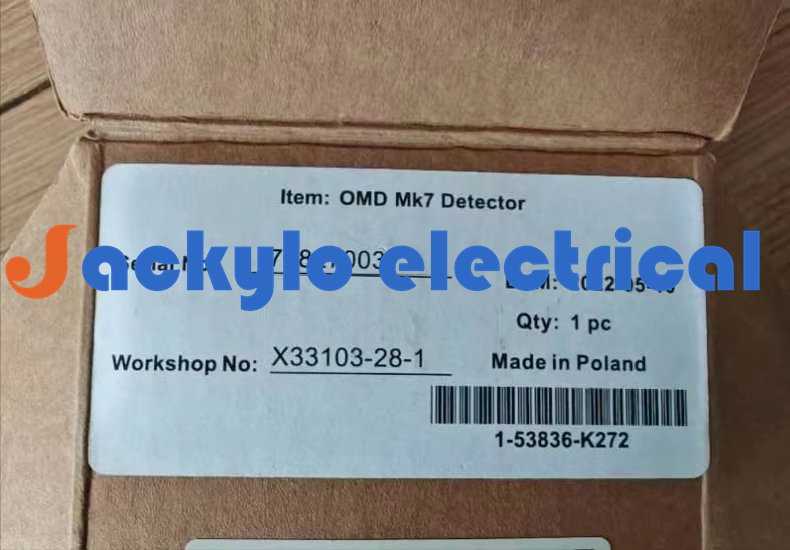 Item: OMD Mk7 Detector
Jackylo electrical
Qty: 1 pc
Workshop No: X33103-28-1
Made in Poland
1-53836-K272